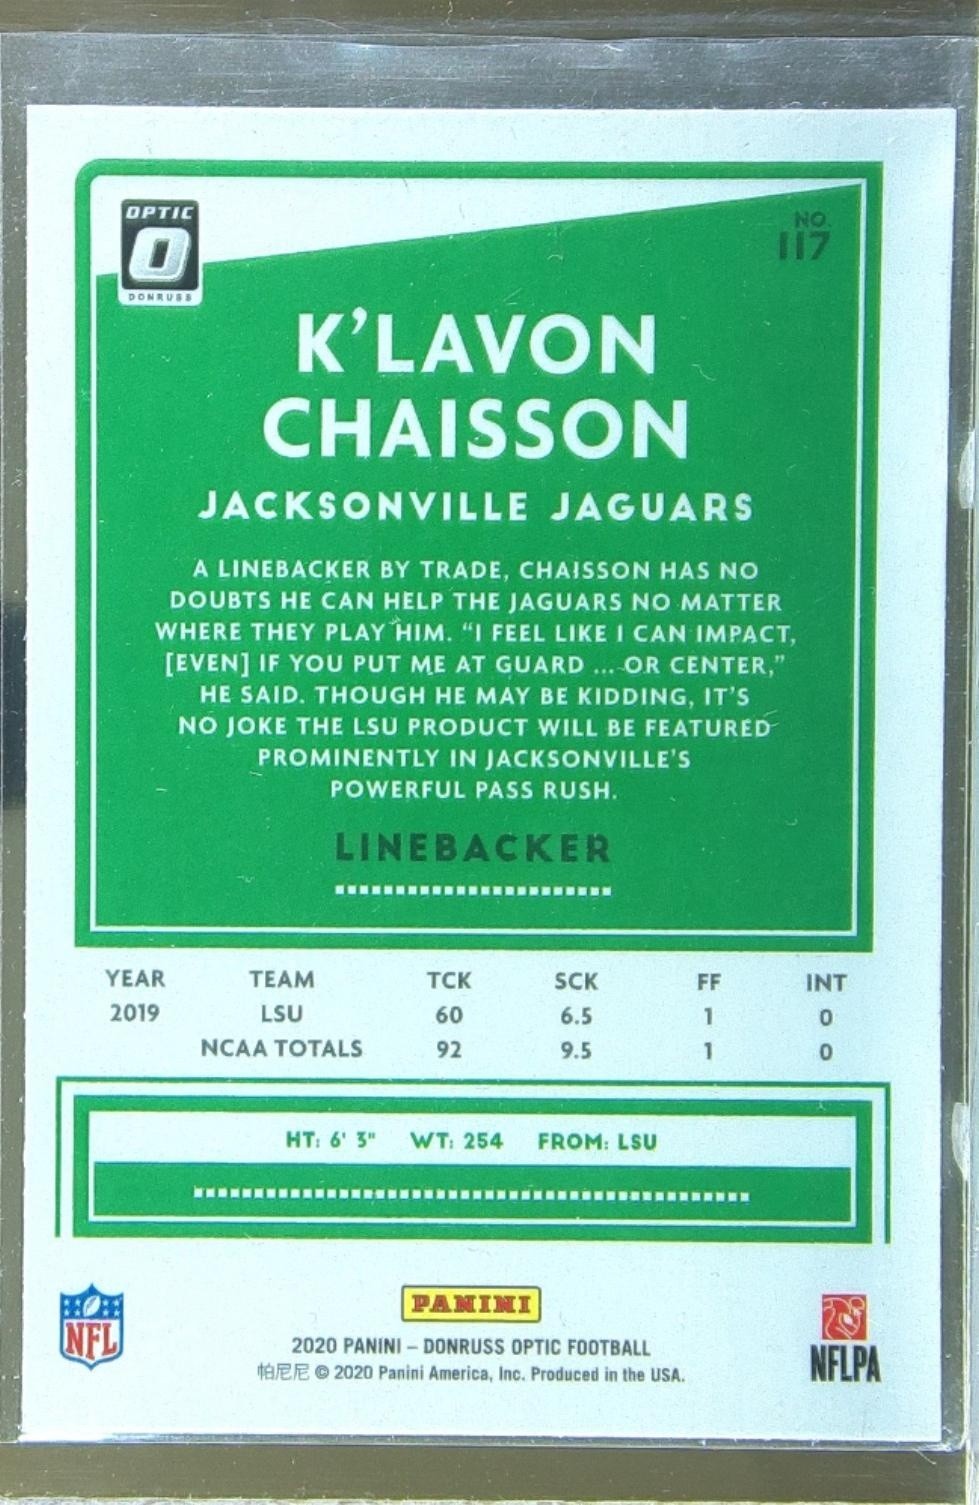 OPTIC
DONRUSS
NO.
117
K'LAVON
CHAISSON
JACKSONVILLE JAGUARS
A LINEBACKER BY TRADE, CHAISSON HAS NO
DOUBTS HE CAN HELP THE JAGUARS NO MATTER
WHERE THEY PLAY HIM. “I FEEL LIKE I CAN IMPACT,
[EVEN] IF YOU PUT ME AT GUARD ... OR CENTER,”
HE SAID. THOUGH HE MAY BE KIDDING, IT'S
NO JOKE THE LSU PRODUCT WILL BE FEATURED
PROMINENTLY IN JACKSONVILLE'S
POWERFUL PASS RUSH.
LINEBACKER
YEAR TEAM TCK SCK FF INT
2019 LSU 60 6.5 1 0
NCAA TOTALS 92 9.5 1 0
HT: 6' 3" WT: 254 FROM: LSU
NFL
PANINI
2020 PANINI – DONRUSS OPTIC FOOTBALL
帕尼尼 © 2020 Panini America, Inc. Produced in the USA.
NFLPA